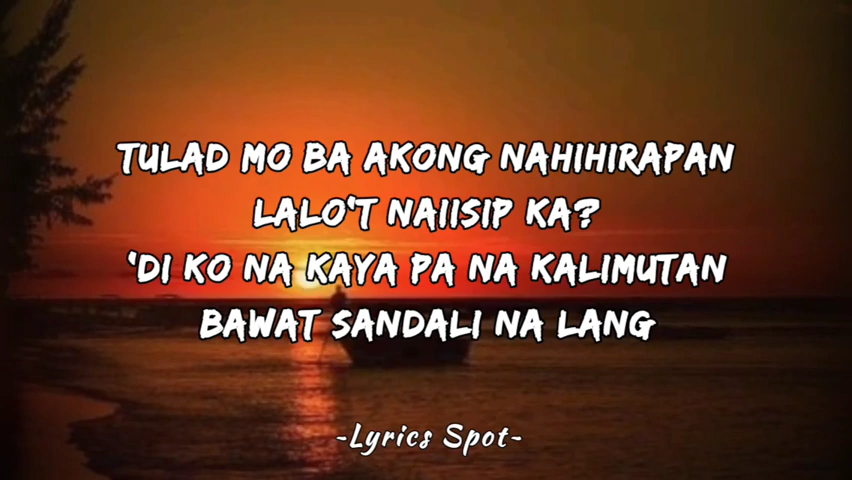 TULAD MO BA AKONG NAHIHIRAPAN
LALO'T NAIISIP KA?
'DI KO NA KAYA PA NA KALIMUTAN
BAWAT SANDALI NA LANG
-Lyrics Spot-